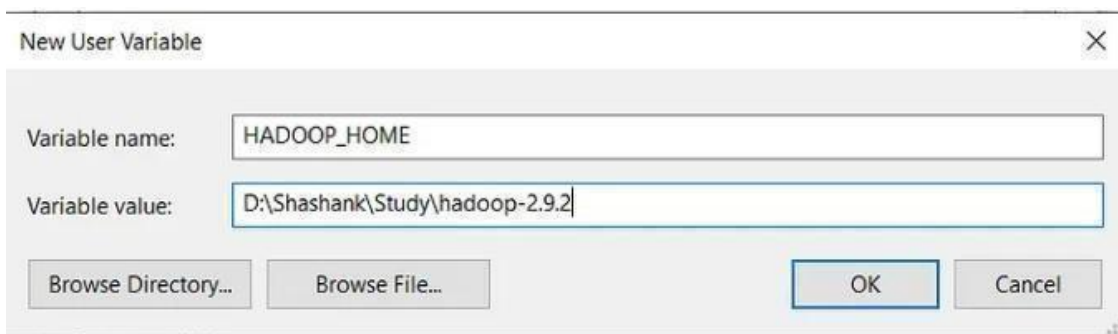 New User Variable
Variable name: HADOOP_HOME
Variable value: D:\Shashank\Study\hadoop-2.9.2
Browse Directory... Browse File... OK Cancel